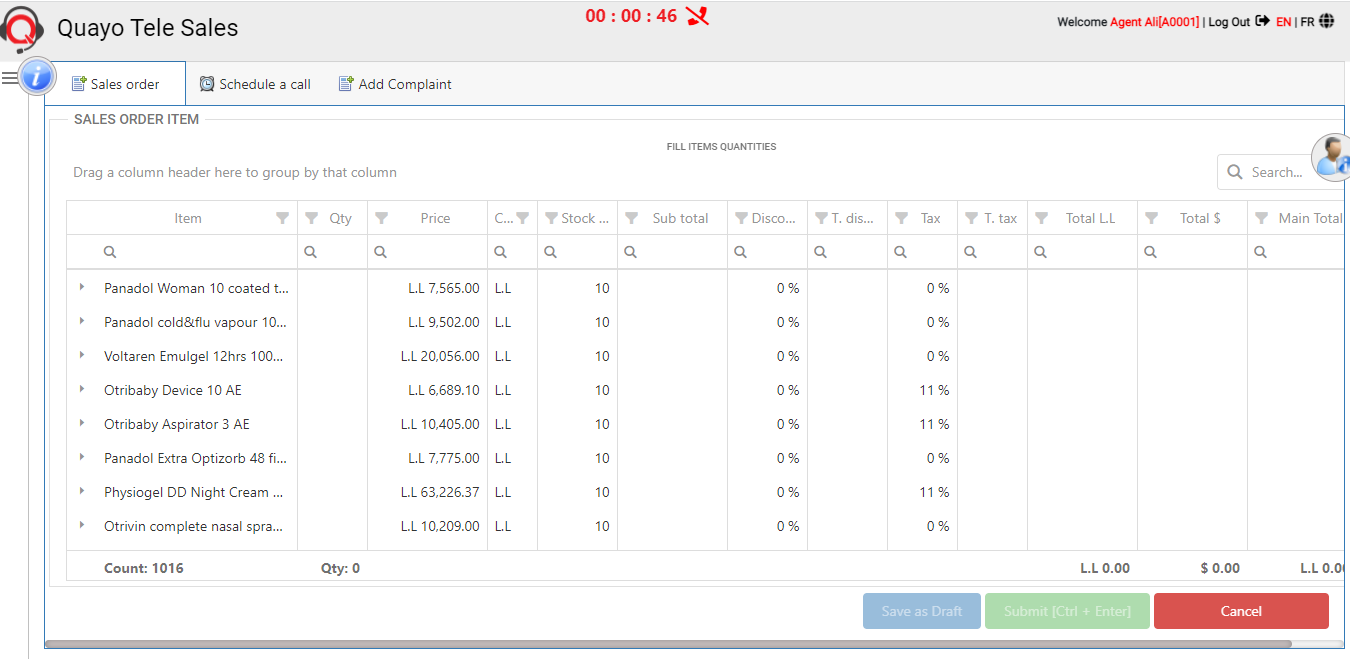 Quayo Tele Sales
00 : 00 : 46
Welcome Agent Ali[A0001] | Log Out EN | FR
Sales order Schedule a call Add Complaint
SALES ORDER ITEM
FILL ITEMS QUANTITIES
Drag a column header here to group by that column
Search...
Item Qty Price C... Stock ... Sub total Disco... T. dis... Tax T. tax Total L.L Total $ Main Total
Panadol Woman 10 coated t... L.L 7,565.00 L.L 10 0 % 0 %
Panadol cold&flu vapour 10... L.L 9,502.00 L.L 10 0 % 0 %
Voltaren Emulgel 12hrs 100... L.L 20,056.00 L.L 10 0 % 0 %
Otribaby Device 10 AE L.L 6,689.10 L.L 10 0 % 11 %
Otribaby Aspirator 3 AE L.L 10,405.00 L.L 10 0 % 11 %
Panadol Extra Optizorb 48 fi... L.L 7,775.00 L.L 10 0 % 0 %
Physiogel DD Night Cream ... L.L 63,226.37 L.L 10 0 % 11 %
Otrivin complete nasal spra... L.L 10,209.00 L.L 10 0 % 0 %
Count: 1016 Qty: 0 L.L 0.00 $ 0.00 L.L 0.00
Save as Draft Submit [Ctrl + Enter] Cancel